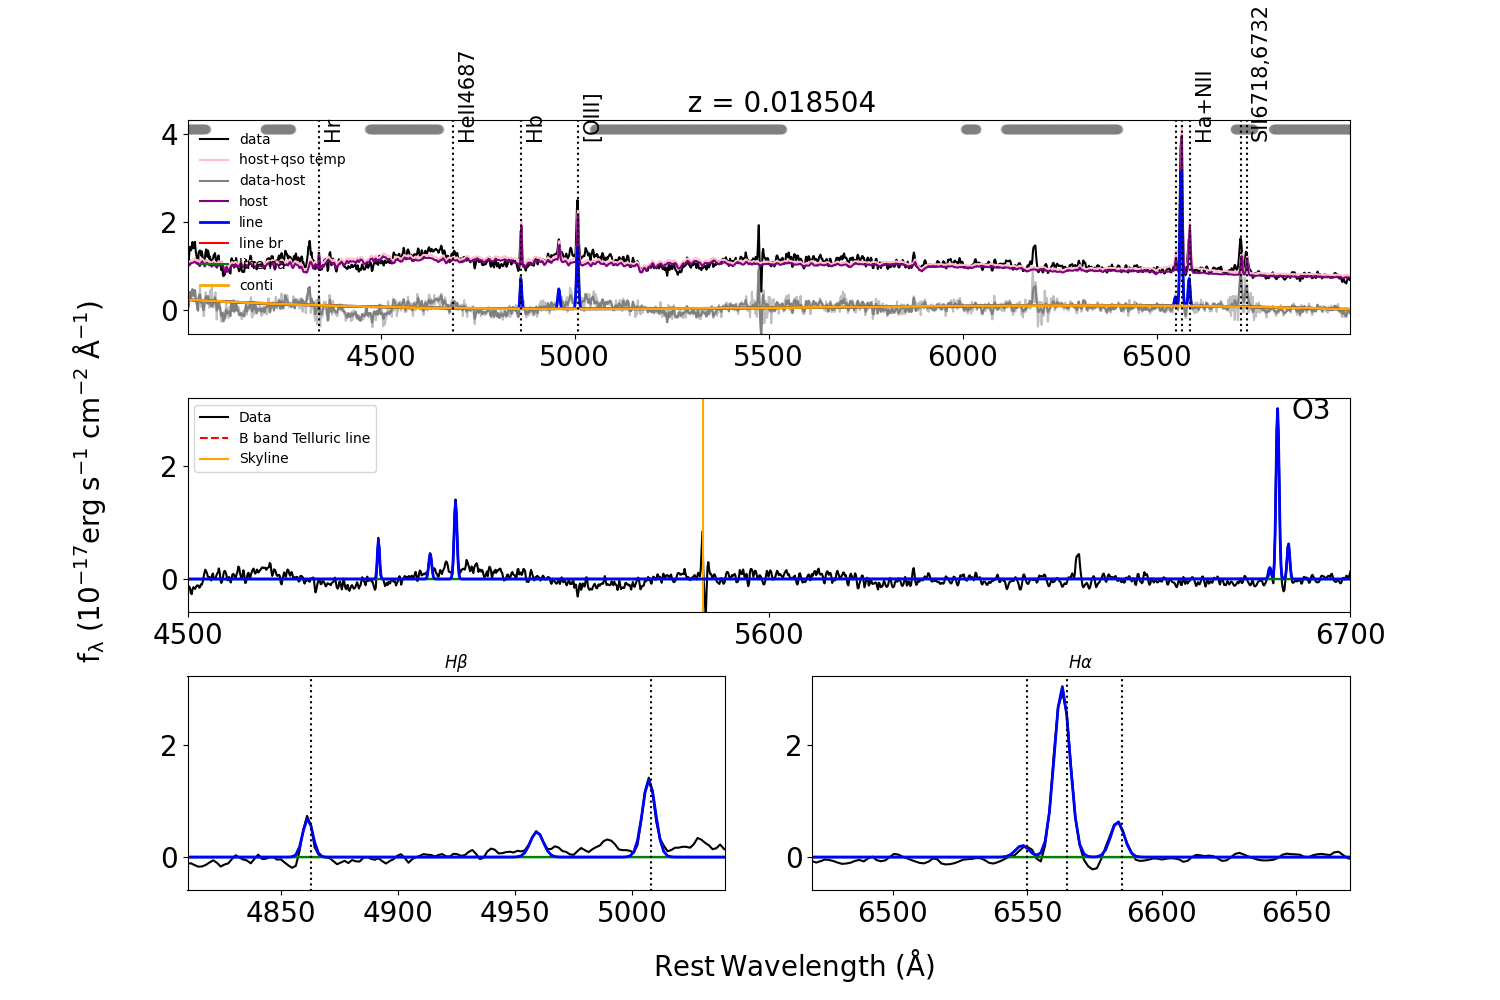 z = 0.018504
Hr
HeII4687
Hb
[OIII]
Ha+NII
SII6718,6732
4
2
0
data
host+qso temp
data-host
host
line
line br
conti
4500 5000 5500 6000 6500
fλ (10⁻¹⁷erg s⁻¹ cm⁻² Å⁻¹)
O3
2
0
Data
B band Telluric line
Skyline
4500 5600 6700
Hβ
2
0
4850 4900 4950 5000
Hα
2
0
6500 6550 6600 6650
Rest Wavelength (Å)